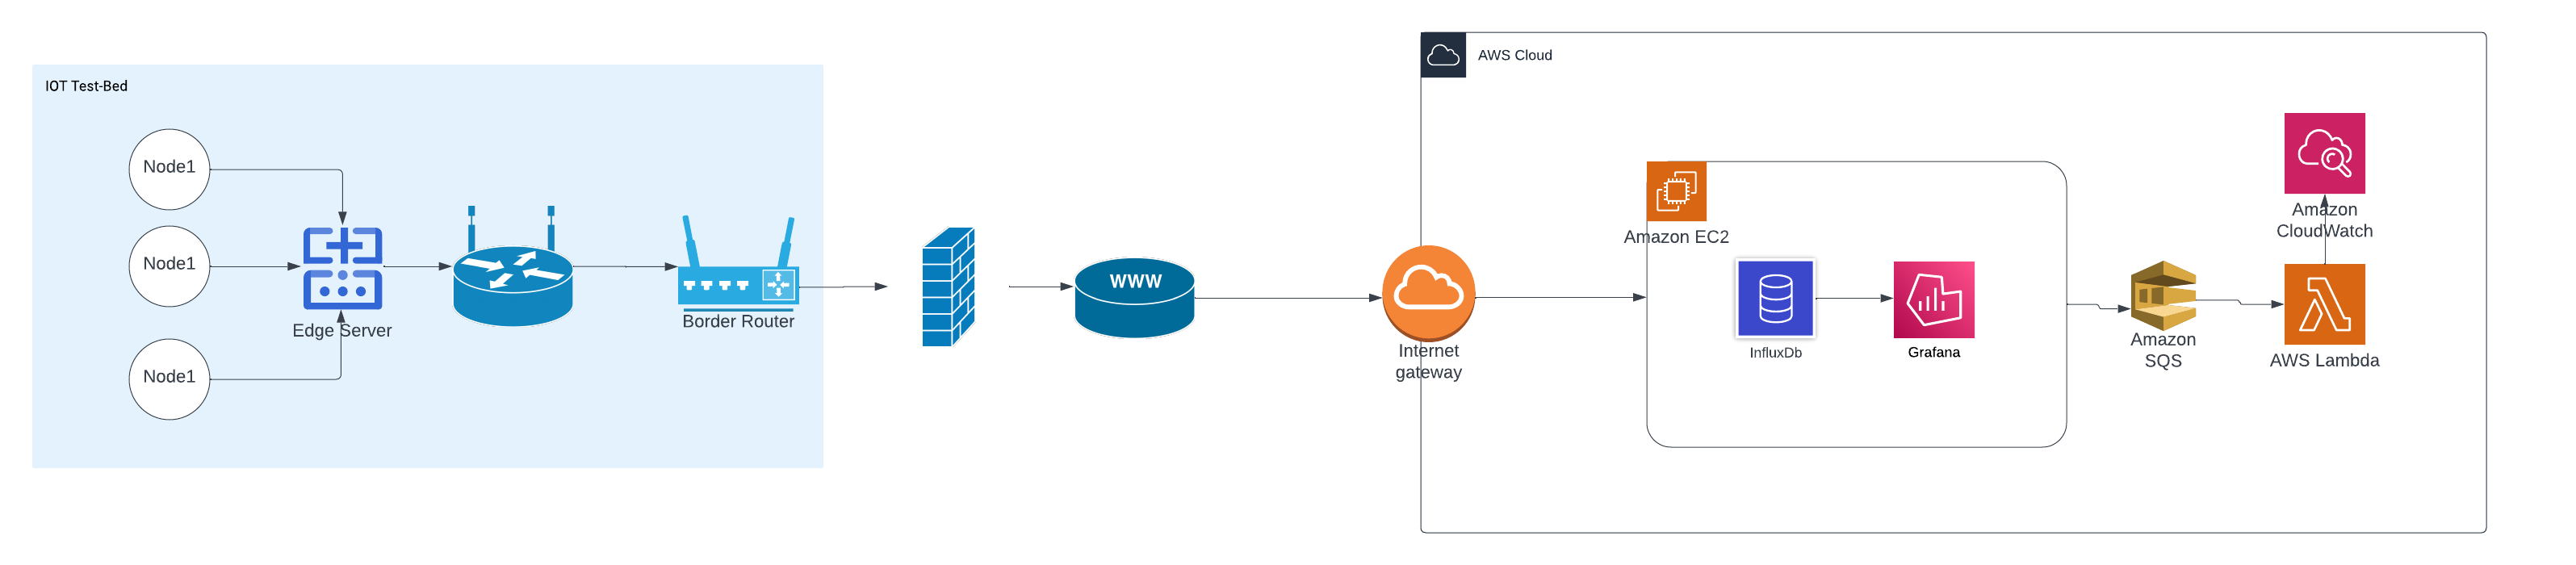 IOT Test-Bed
Node1
Node1
Node1
Edge Server
Border Router
WWW
Internet
gateway
AWS Cloud
Amazon EC2
InfluxDb
Grafana
Amazon
SQS
Amazon
CloudWatch
AWS Lambda